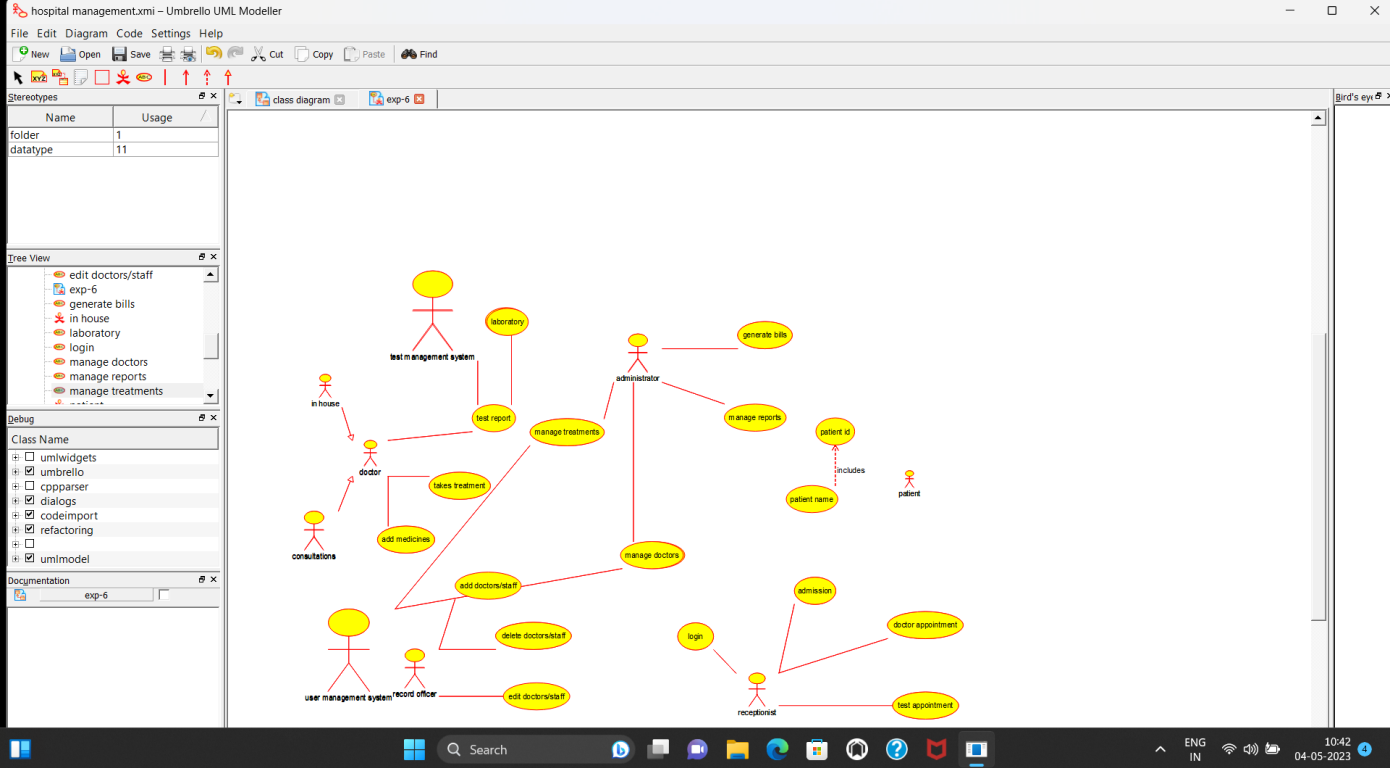 hospital management.xmi – Umbrello UML Modeller
File Edit Diagram Code Settings Help
New Open Save Cut Copy Paste Find
XYZ
ABC
Stereotypes
Name Usage
folder 1
datatype 11
Tree View
edit doctors/staff
exp-6
generate bills
in house
laboratory
login
manage doctors
manage reports
manage treatments
Debug
Class Name
umlwidgets
umbrello
cppparser
dialogs
codeimport
refactoring
umlmodel
Documentation
exp-6
class diagram
exp-6
Bird's eye
laboratory
test management system
in house
test report
doctor
takes treatment
consultations
add medicines
administrator
generate bills
manage treatments
manage reports
patient id
includes
patient name
patient
manage doctors
add doctors/staff
delete doctors/staff
user management system
record officer
edit doctors/staff
admission
login
doctor appointment
receptionist
test appointment
Search
ENG
IN
10:42
04-05-2023
4